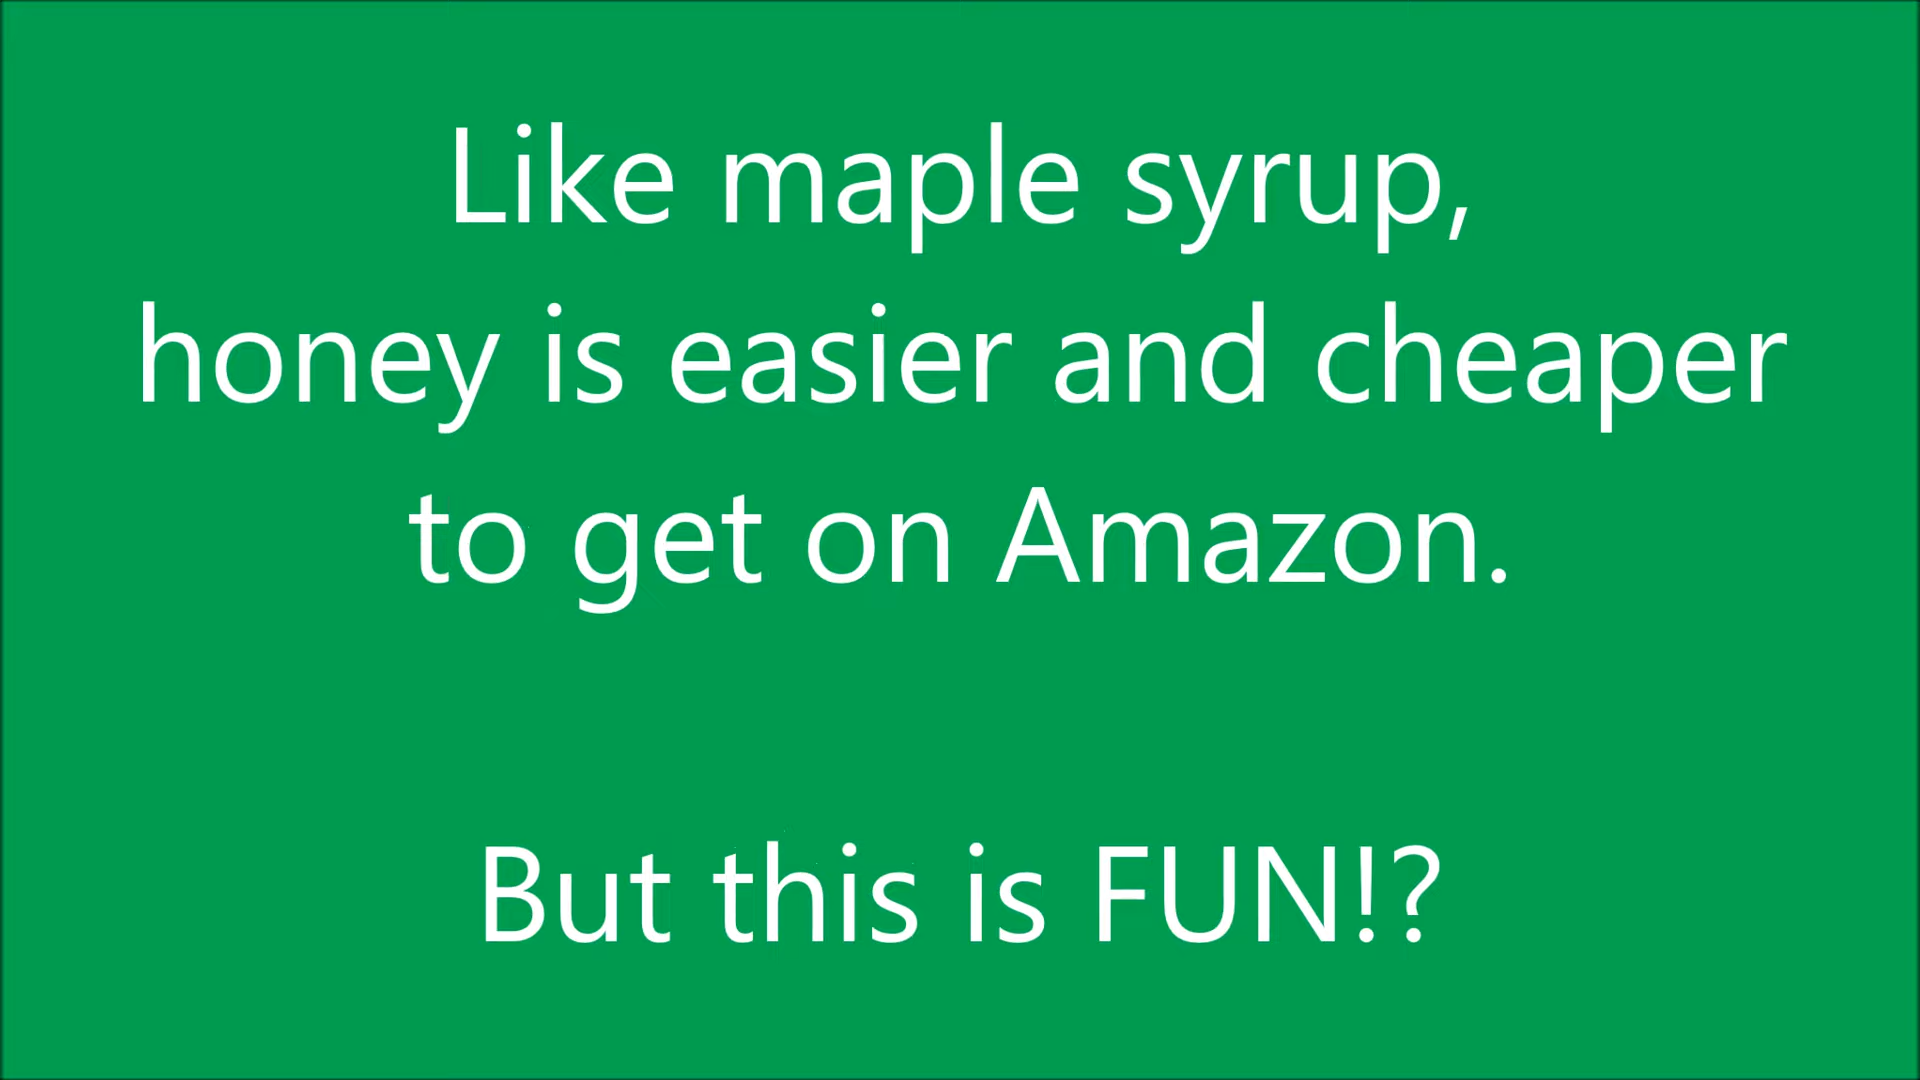 Like maple syrup,
honey is easier and cheaper
to get on Amazon.
But this is FUN!?